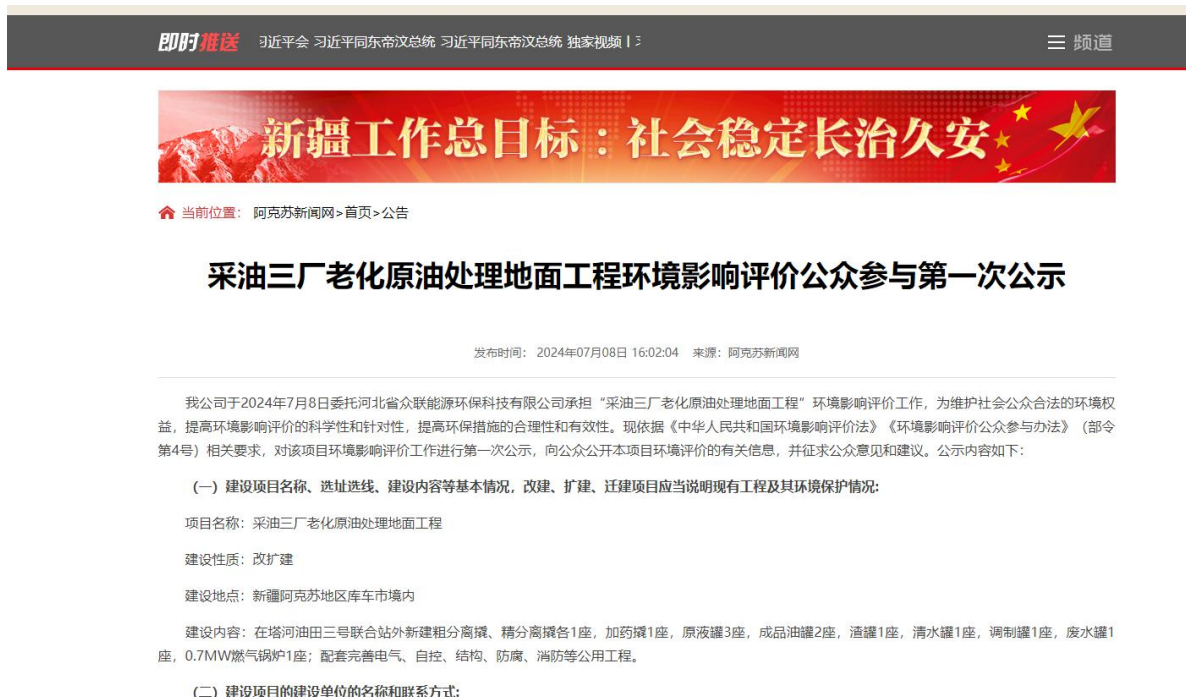 即时推送 习近平会 习近平同东帝汶总统 习近平同东帝汶总统 独家视频丨
频道
新疆工作总目标：社会稳定长治久安
当前位置： 阿克苏新闻网>首页>公告
采油三厂老化原油处理地面工程环境影响评价公众参与第一次公示
发布时间： 2024年07月08日 16:02:04 来源：阿克苏新闻网
我公司于2024年7月8日委托河北省众联能源环保科技有限公司承担“采油三厂老化原油处理地面工程”环境影响评价工作，为维护社会公众合法的环境权
益，提高环境影响评价的科学性和针对性，提高环保措施的合理性和有效性。现依据《中华人民共和国环境影响评价法》《环境影响评价公众参与办法》（部令
第4号）相关要求，对该项目环境影响评价工作进行第一次公示，向公众公开本项目环境评价的有关信息，并征求公众意见和建议。公示内容如下：
（一）建设项目名称、选址选线、建设内容等基本情况，改建、扩建、迁建项目应当说明现有工程及其环境保护情况：
项目名称：采油三厂老化原油处理地面工程
建设性质：改扩建
建设地点：新疆阿克苏地区库车市境内
建设内容：在塔河油田三号联合站外新建粗分离撬、精分离撬各1座，加药撬1座，原液罐3座，成品油罐2座，渣罐1座，清水罐1座，调制罐1座，废水罐1
座，0.7MW燃气锅炉1座；配套完善电气、自控、结构、防腐、消防等公用工程。
（二）建设项目的建设单位的名称和联系方式：